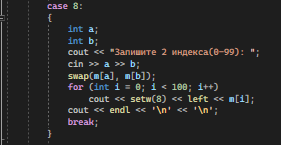 case 8:
{
int a;
int b;
cout << "Запишите 2 индекса(0-99): ";
cin >> a >> b;
swap(m[a], m[b]);
for (int i = 0; i < 100; i++)
cout << setw(8) << left << m[i];
cout << endl << '\n' << '\n';
break;
}